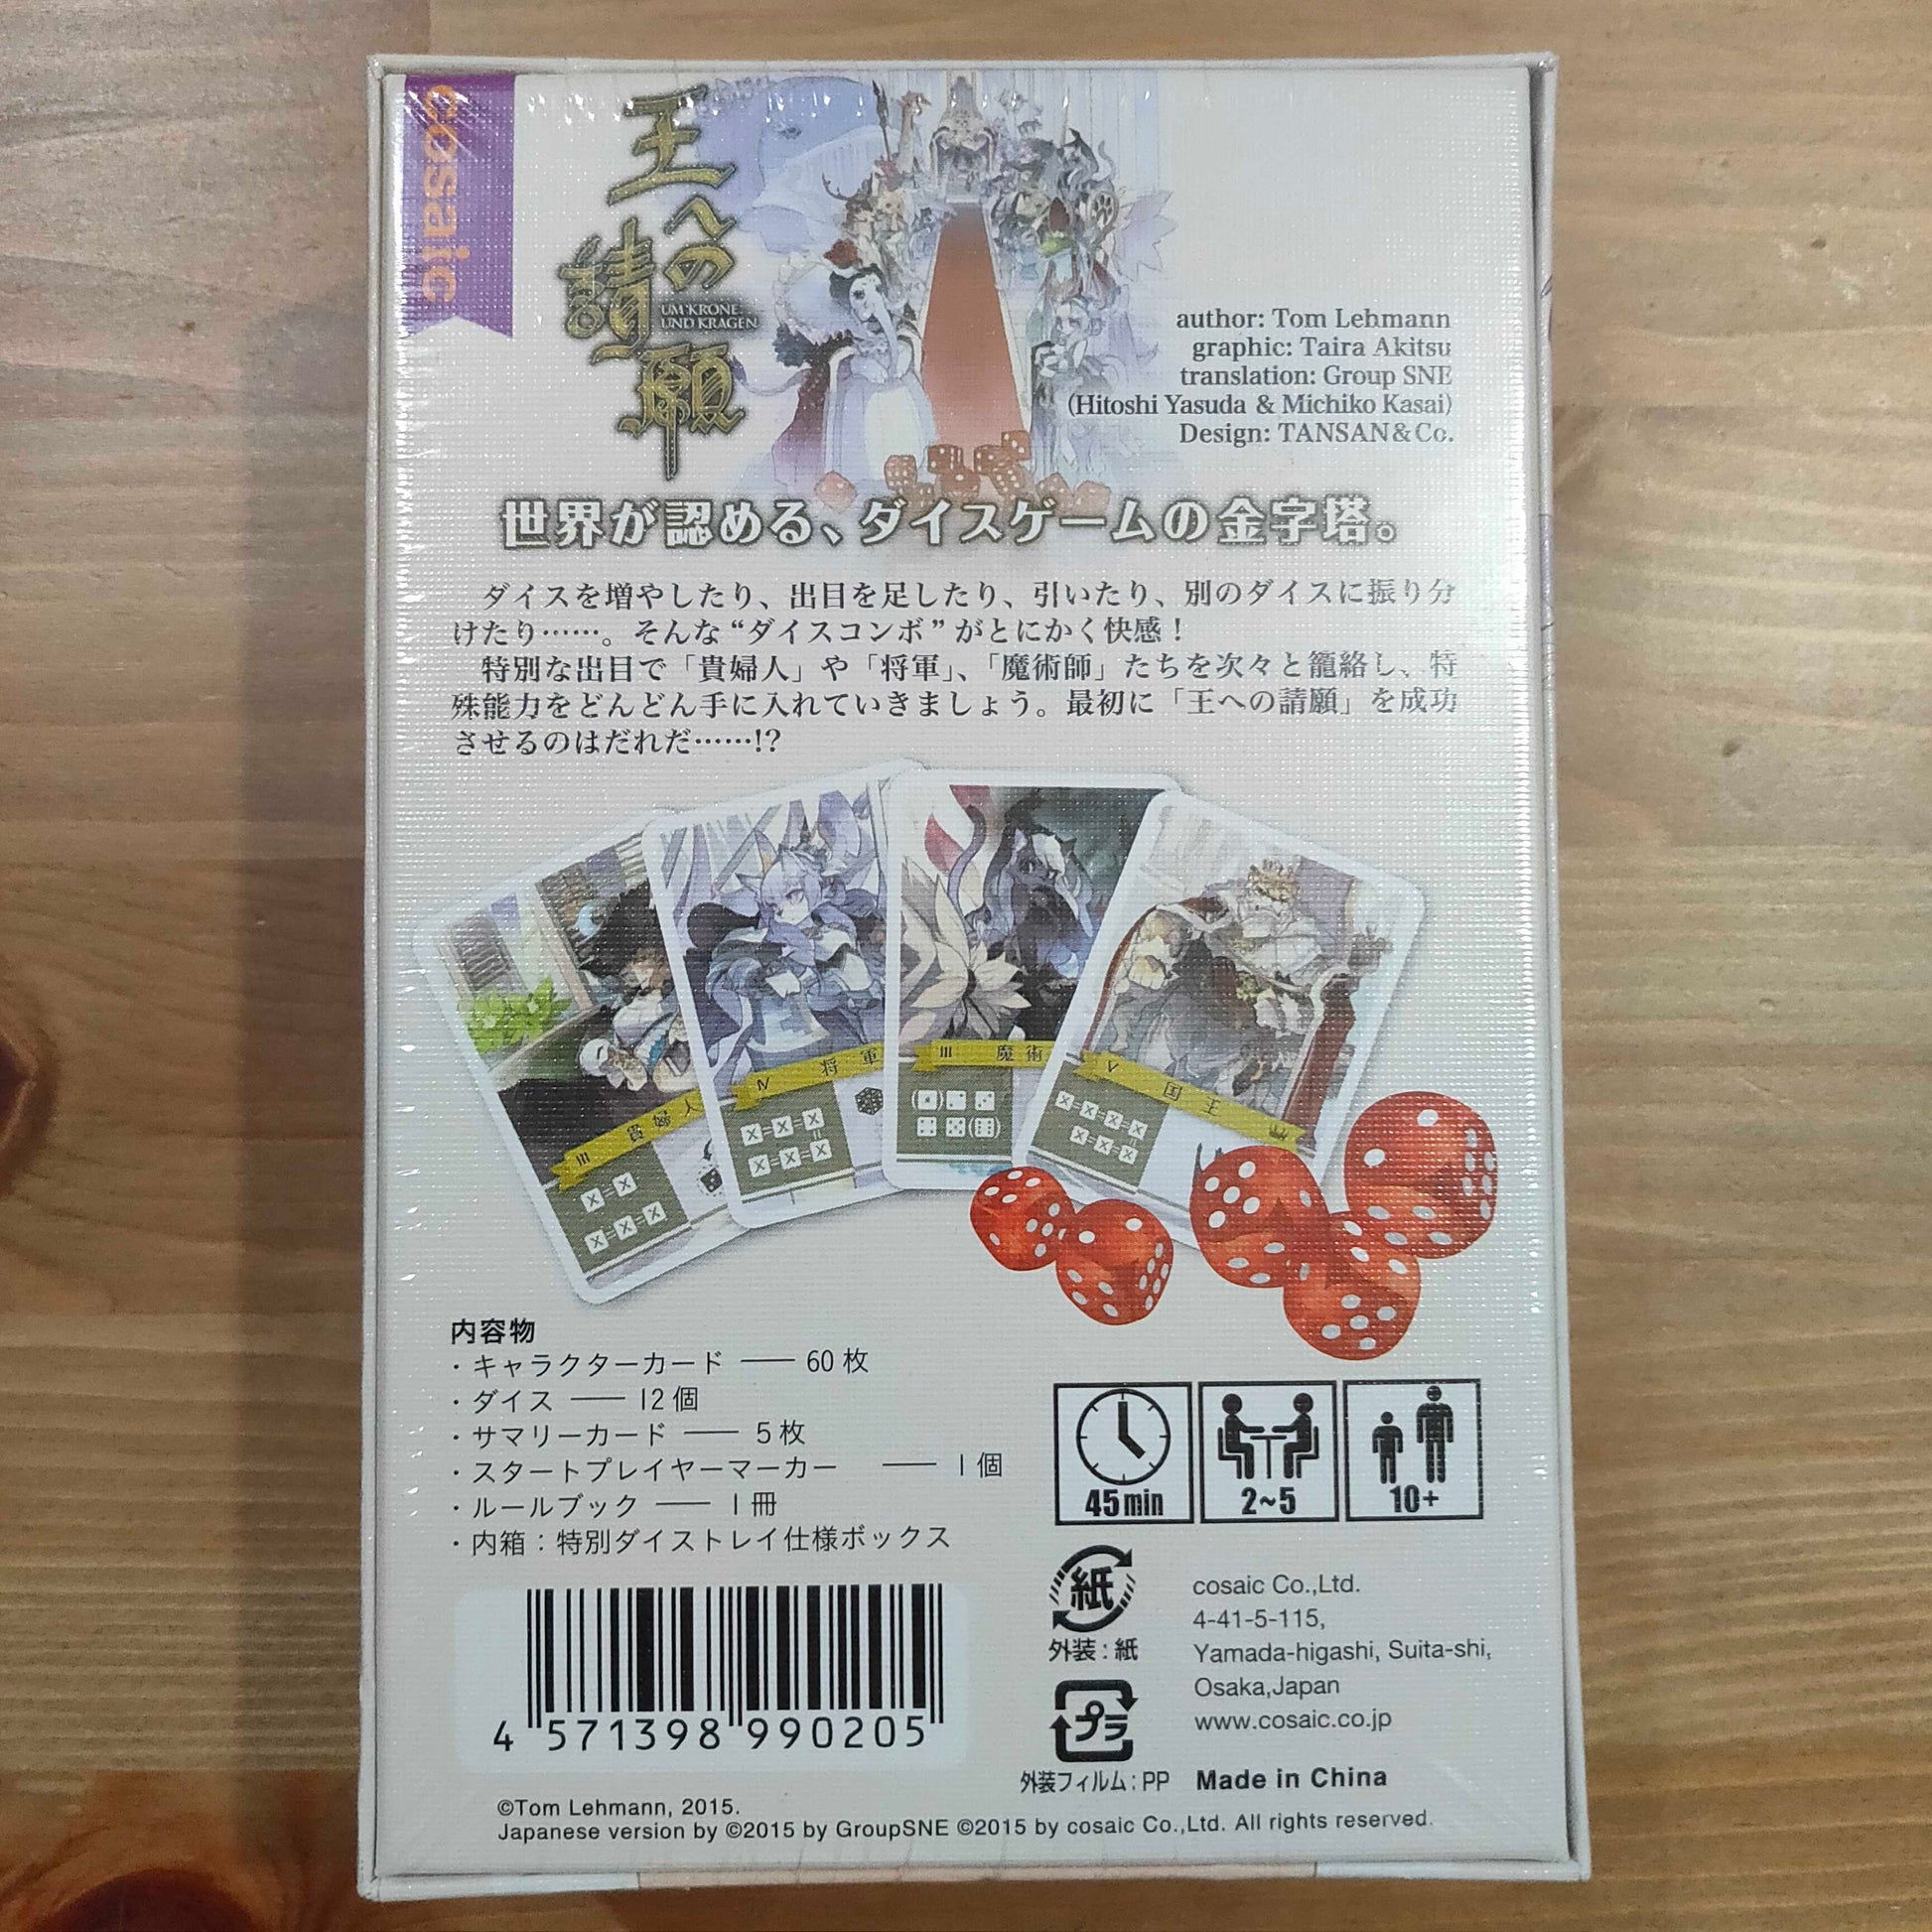 cosaic
王への
請願
UM KRONE
UND KRAGEN
author: Tom Lehmann
graphic: Taira Akitsu
translation: Group SNE
(Hitoshi Yasuda & Michiko Kasai)
Design: TANSAN&Co.
世界が認める、ダイスゲームの金字塔。
ダイスを増やしたり、出目を足したり、引いたり、別のダイスに振り分
けたり……。そんな“ダイスコンボ”がとにかく快感！
特別な出目で「貴婦人」や「将軍」、「魔術師」たちを次々と籠絡し、特
殊能力をどんどん手に入れていきましょう。最初に「王への請願」を成功
させるのはだれだ……!?
III 貴婦人
X=X
X=X=X
IV 将軍
X=X=X
X=X=X
III 魔術
V 国王
X=X=X=X
X=X=X
内容物
・キャラクターカード ―― 60枚
・ダイス ―― 12個
・サマリーカード ―― 5枚
・スタートプレイヤーマーカー ―― 1個
・ルールブック ―― 1冊
・内箱：特別ダイストレイ仕様ボックス
45min
2~5
10+
紙
外装：紙
プラ
外装フィルム：PP
cosaic Co.,Ltd.
4-41-5-115,
Yamada-higashi, Suita-shi,
Osaka,Japan
www.cosaic.co.jp
Made in China
4 571398 990205
©Tom Lehmann, 2015.
Japanese version by ©2015 by GroupSNE ©2015 by cosaic Co.,Ltd. All rights reserved.